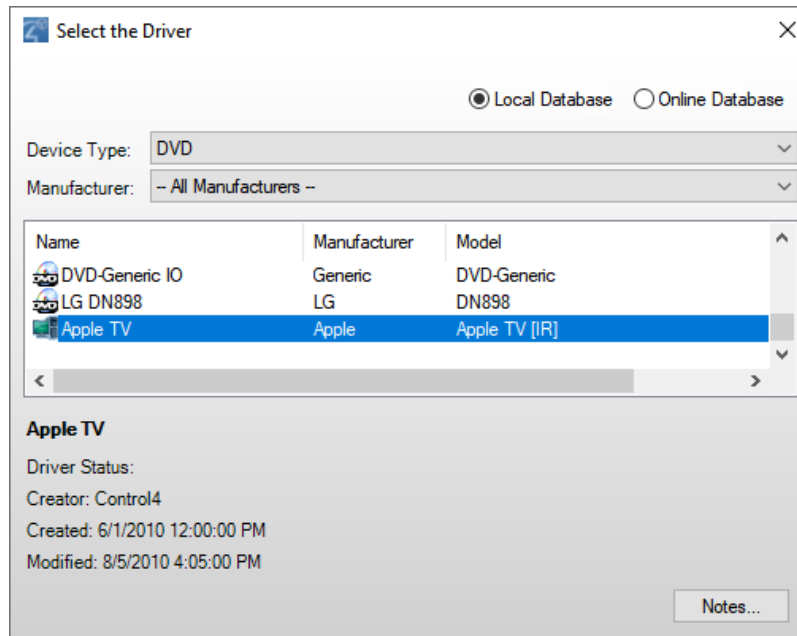 Select the Driver
Local Database Online Database
Device Type: DVD
Manufacturer: -- All Manufacturers --
Name Manufacturer Model
DVD-Generic IO Generic DVD-Generic
LG DN898 LG DN898
Apple TV Apple Apple TV [IR]
Apple TV
Driver Status:
Creator: Control4
Created: 6/1/2010 12:00:00 PM
Modified: 8/5/2010 4:05:00 PM
Notes...